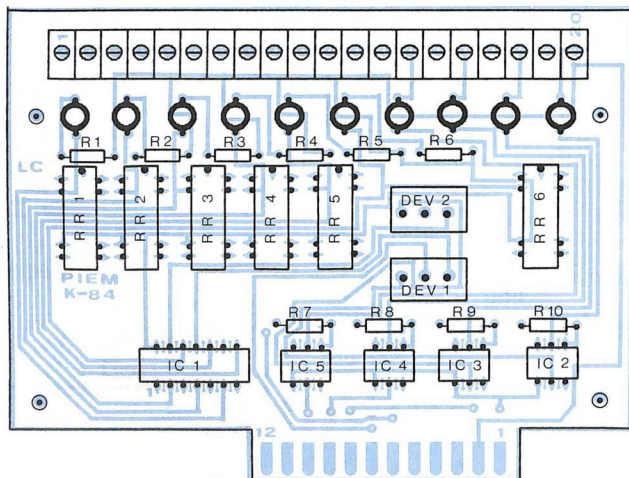 1 20
R1 R2 R3 R4 R5 R6
LC
RR 1 RR 2 RR 3 RR 4 RR 5 DEV 2 RR 6
PIEM
K-84
DEV 1
R7 R8 R9 R10
IC 1 IC 5 IC 4 IC 3 IC 2
1
12 1